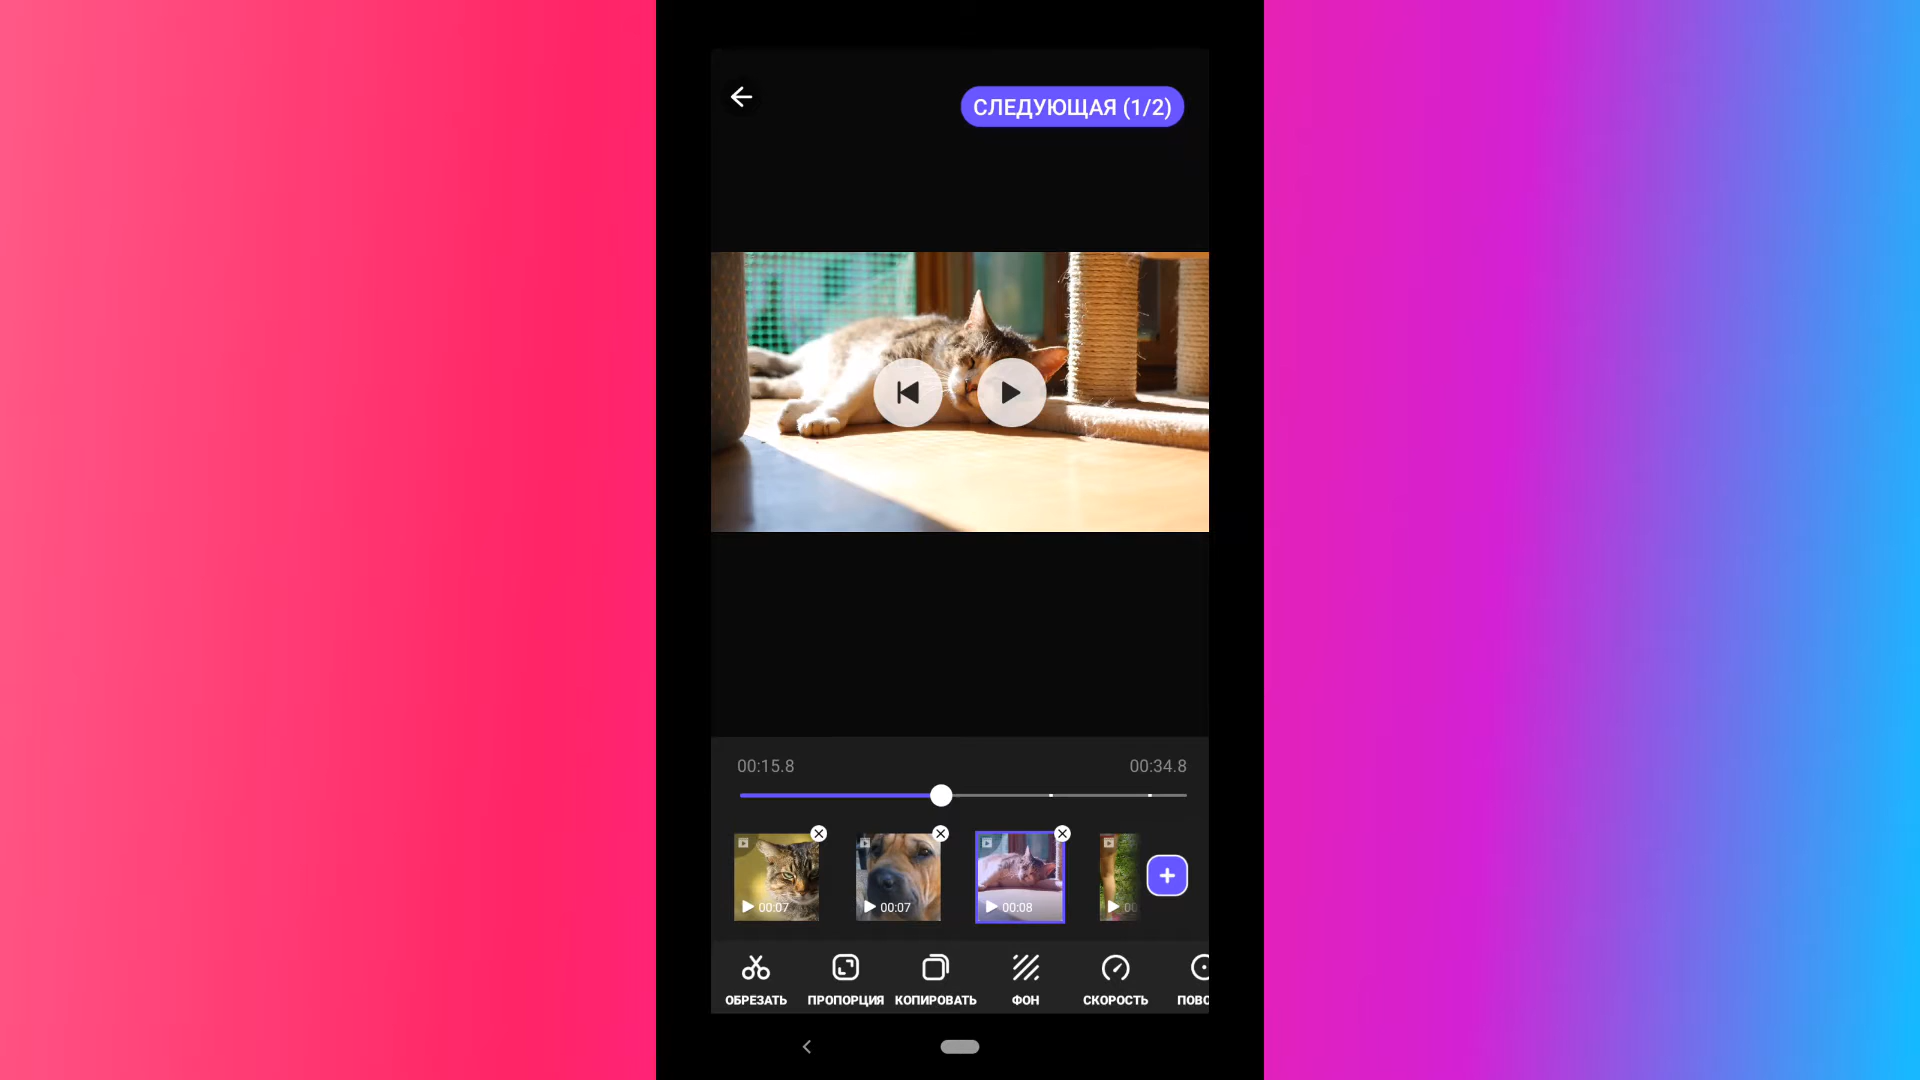 СЛЕДУЮЩАЯ (1/2)
00:15.8 00:34.8
00:07 00:07 00:08
ОБРЕЗАТЬ ПРОПОРЦИЯ КОПИРОВАТЬ ФОН СКОРОСТЬ ПОВО